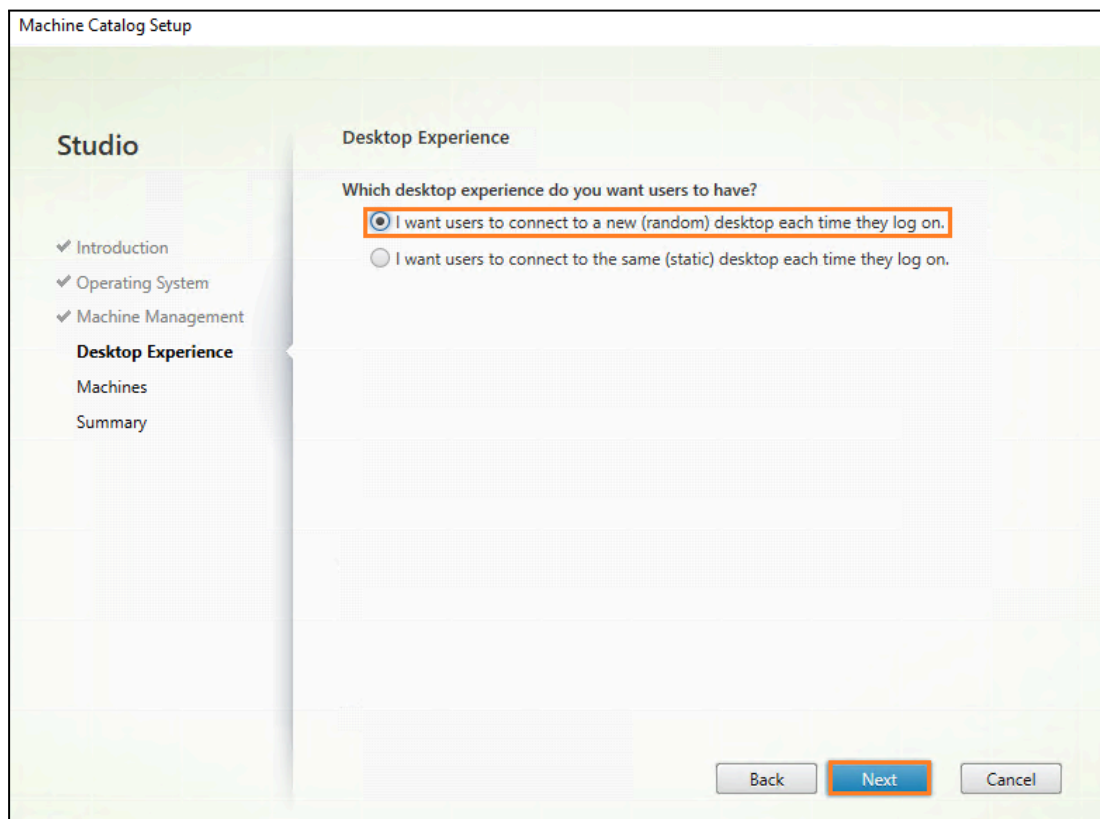 Machine Catalog Setup
Studio
Introduction
Operating System
Machine Management
Desktop Experience
Machines
Summary
Desktop Experience
Which desktop experience do you want users to have?
I want users to connect to a new (random) desktop each time they log on.
I want users to connect to the same (static) desktop each time they log on.
Back
Next
Cancel